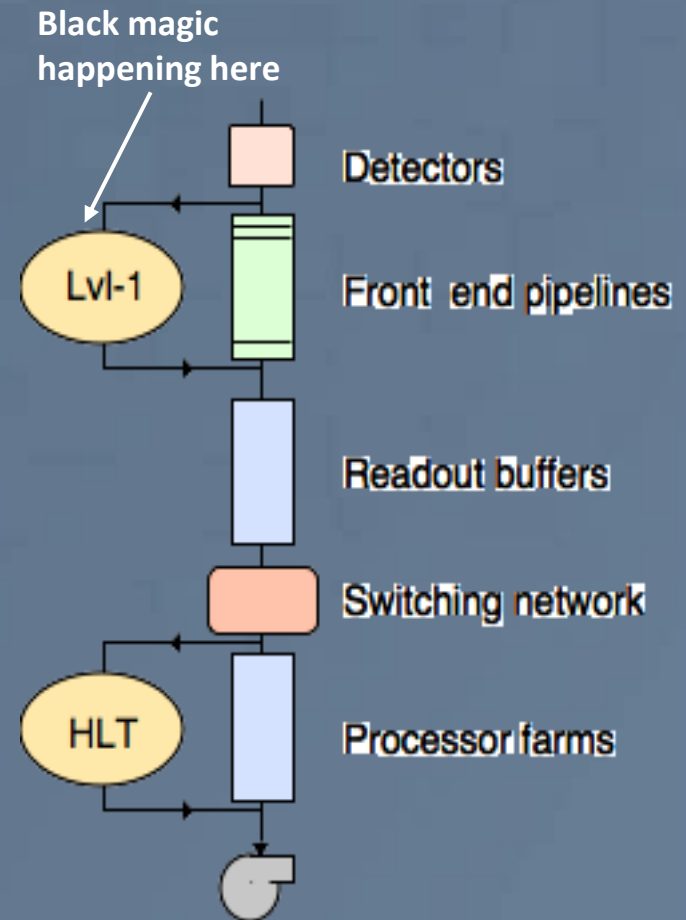 Black magic
happening here
Detectors
Lvl-1
Front end pipelines
Readout buffers
Switching network
HLT
Processor farms